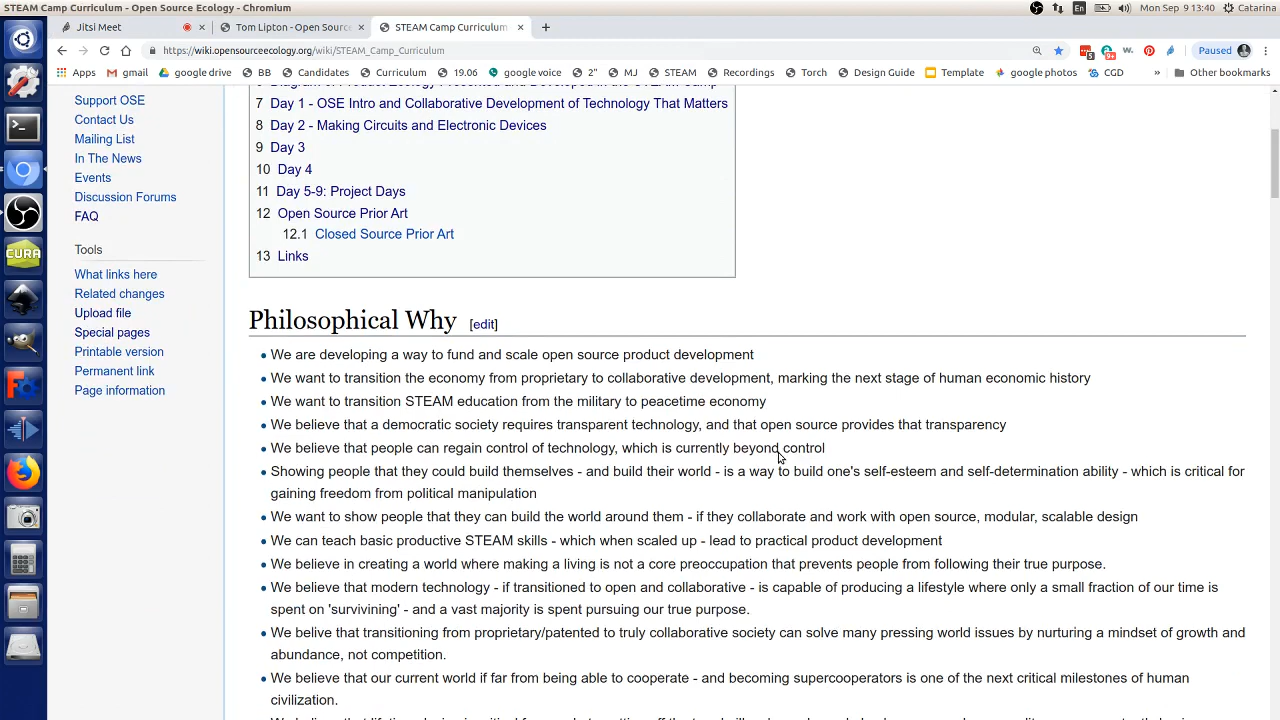 STEAM Camp Curriculum - Open Source Ecology - Chromium
En
Mon Sep 9 13:40
Catarina
Jitsi Meet
Tom Lipton - Open Source
STEAM Camp Curriculum
https://wiki.opensourceecology.org/wiki/STEAM_Camp_Curriculum
5
9+
W.
Paused
Apps
gmail
google drive
BB
Candidates
Curriculum
19.06
google voice
2"
MJ
STEAM
Recordings
Torch
Design Guide
Template
google photos
CGD
»
Other bookmarks
Support OSE
Contact Us
Mailing List
In The News
Events
Discussion Forums
FAQ
Tools
What links here
Related changes
Upload file
Special pages
Printable version
Permanent link
Page information
CURA
7 Day 1 - OSE Intro and Collaborative Development of Technology That Matters
8 Day 2 - Making Circuits and Electronic Devices
9 Day 3
10 Day 4
11 Day 5-9: Project Days
12 Open Source Prior Art
12.1 Closed Source Prior Art
13 Links
Philosophical Why [edit]
We are developing a way to fund and scale open source product development
We want to transition the economy from proprietary to collaborative development, marking the next stage of human economic history
We want to transition STEAM education from the military to peacetime economy
We believe that a democratic society requires transparent technology, and that open source provides that transparency
We believe that people can regain control of technology, which is currently beyond control
Showing people that they could build themselves - and build their world - is a way to build one's self-esteem and self-determination ability - which is critical for
gaining freedom from political manipulation
We want to show people that they can build the world around them - if they collaborate and work with open source, modular, scalable design
We can teach basic productive STEAM skills - which when scaled up - lead to practical product development
We believe in creating a world where making a living is not a core preoccupation that prevents people from following their true purpose.
We believe that modern technology - if transitioned to open and collaborative - is capable of producing a lifestyle where only a small fraction of our time is
spent on 'survivining' - and a vast majority is spent pursuing our true purpose.
We belive that transitioning from proprietary/patented to truly collaborative society can solve many pressing world issues by nurturing a mindset of growth and
abundance, not competition.
We believe that our current world if far from being able to cooperate - and becoming supercooperators is one of the next critical milestones of human
civilization.